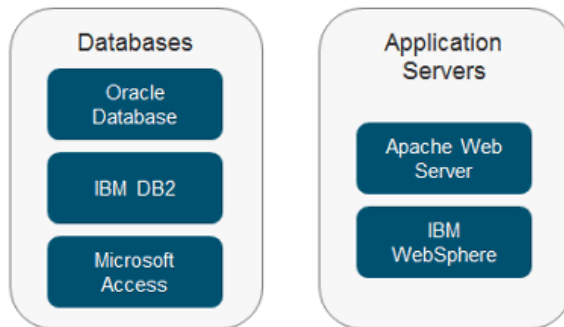 Databases
Oracle
Database
IBM DB2
Microsoft
Access
Application
Servers
Apache Web
Server
IBM
WebSphere